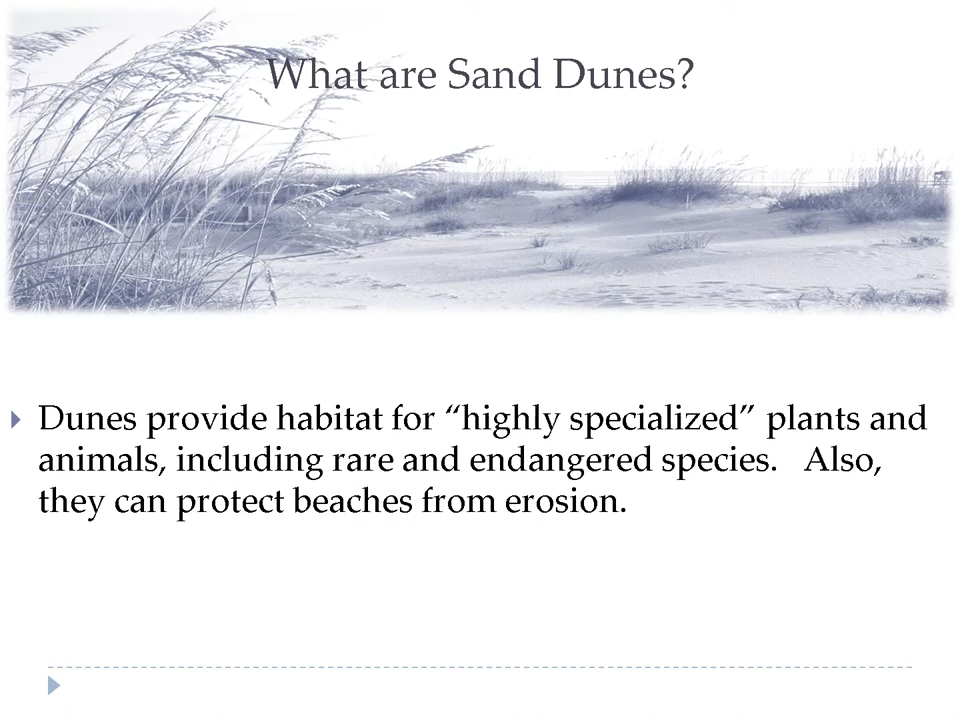 What are Sand Dunes?
Dunes provide habitat for “highly specialized” plants and
animals, including rare and endangered species.   Also,
they can protect beaches from erosion.